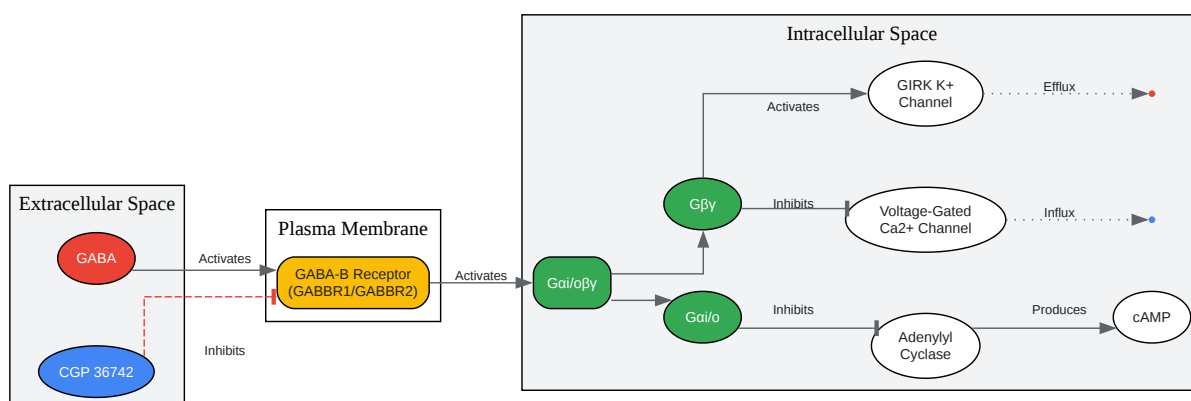 Intracellular Space
GIRK K+
Channel
Efflux
Activates
Extracellular Space
GABA
Activates
Plasma Membrane
GABA-B Receptor
(GABBR1/GABBR2)
Activates
Gαi/oβγ
Gβγ
Inhibits
Voltage-Gated
Ca2+ Channel
Influx
Gαi/o
Inhibits
Adenylyl
Cyclase
Produces
cAMP
CGP 36742
Inhibits